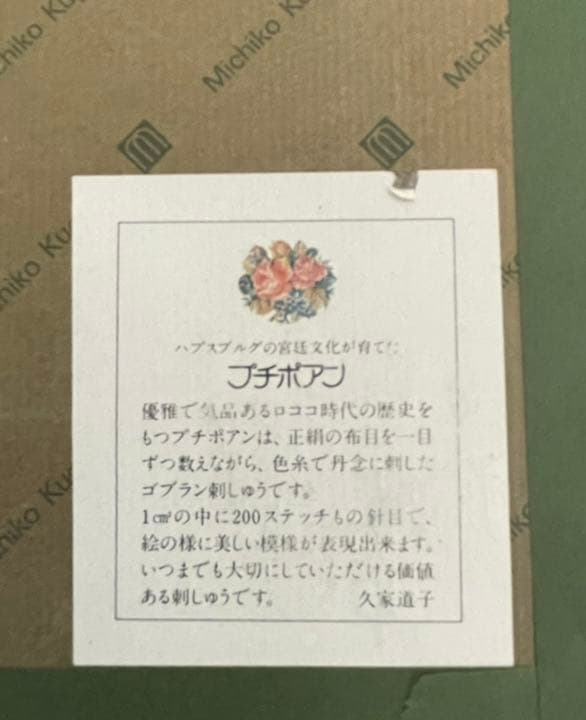 Michiko
Michik
Michiko Ku
ハプスブルグの宮廷文化が育てた
プチポアン
優雅で気品あるロココ時代の歴史を
もつプチポアンは、正絹の布目を一目
ずつ数えながら、色糸で丹念に刺した
ゴブラン刺しゅうです。
1cm²の中に200ステッチもの針目で、
絵の様に美しい模様が表現出来ます。
いつまでも大切にしていただける価値
ある刺しゅうです。 久家道子